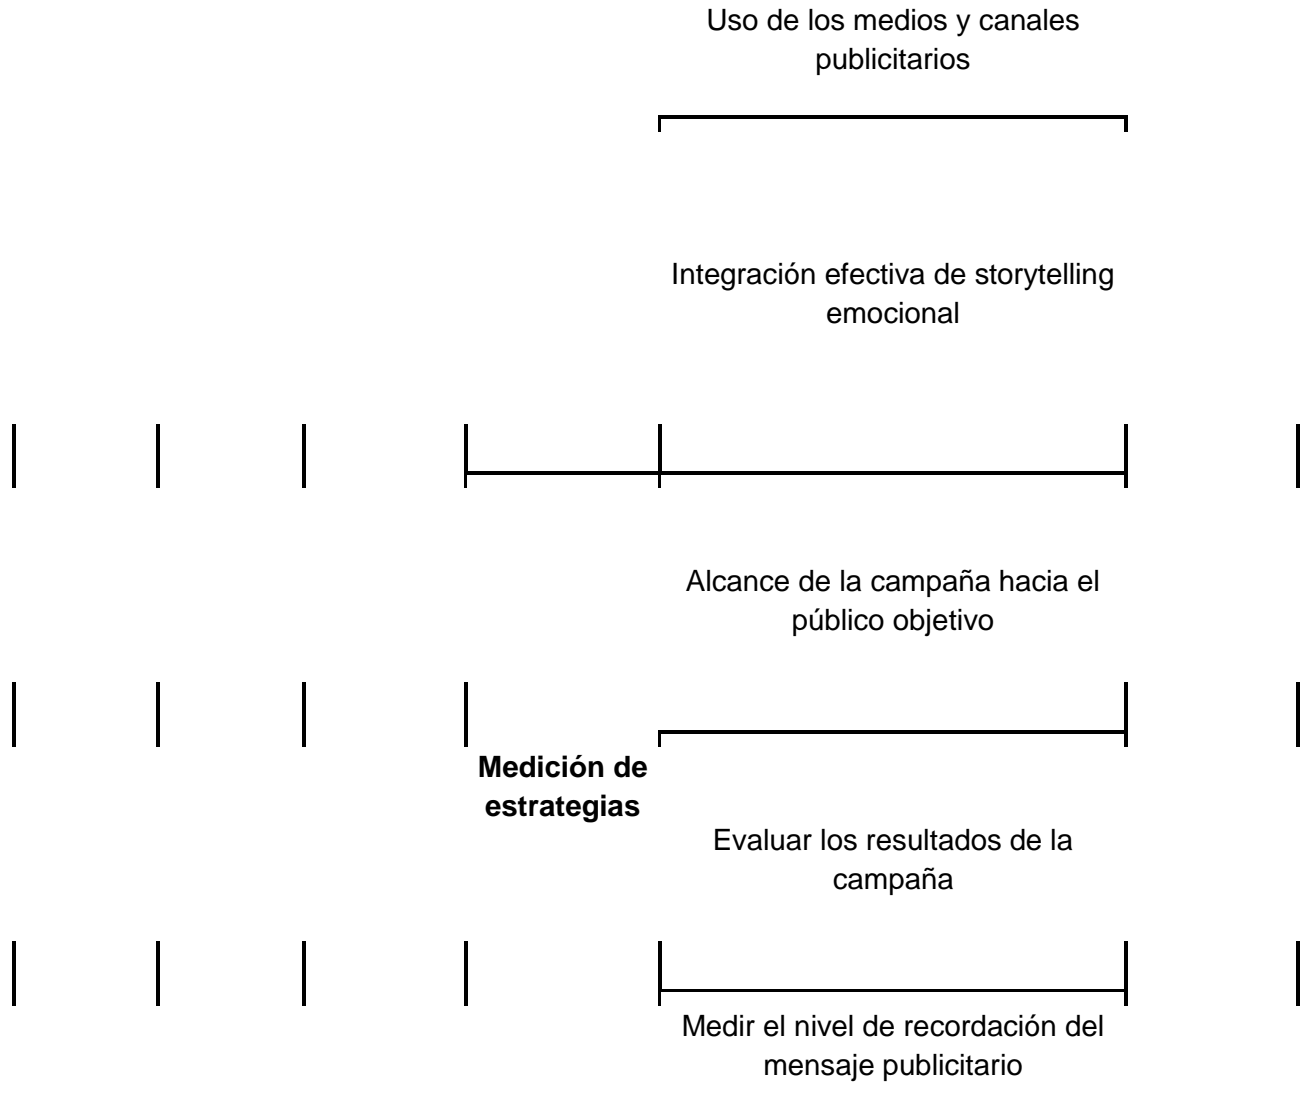 Uso de los medios y canales
publicitarios
Integración efectiva de storytelling
emocional
Alcance de la campaña hacia el
público objetivo
Medición de
estrategias
Evaluar los resultados de la
campaña
Medir el nivel de recordación del
mensaje publicitario